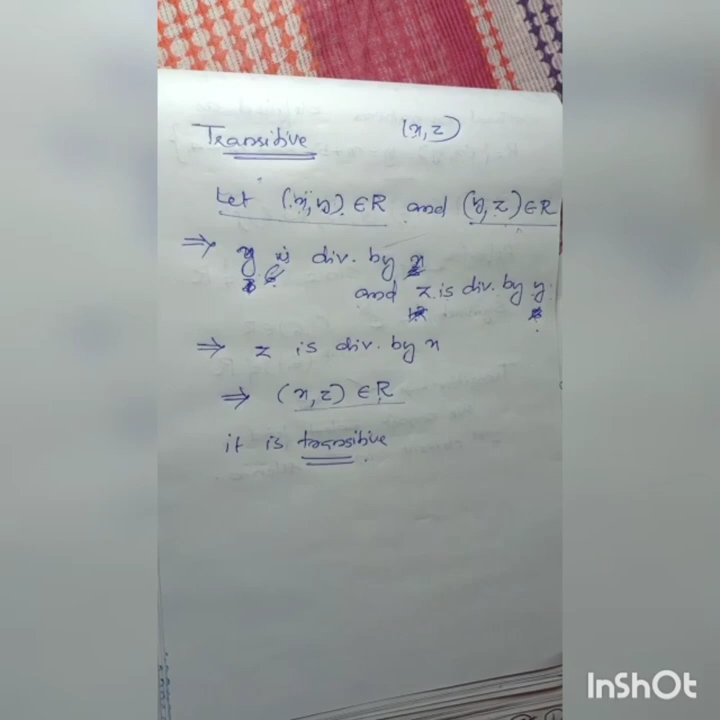 Transitive (x, z)
Let (x, y) ∈ R and (y, z) ∈ R
⇒ y is div. by x
and z is div. by y
⇒ z is div. by x
⇒ (x, z) ∈ R
it is transitive
InShOt